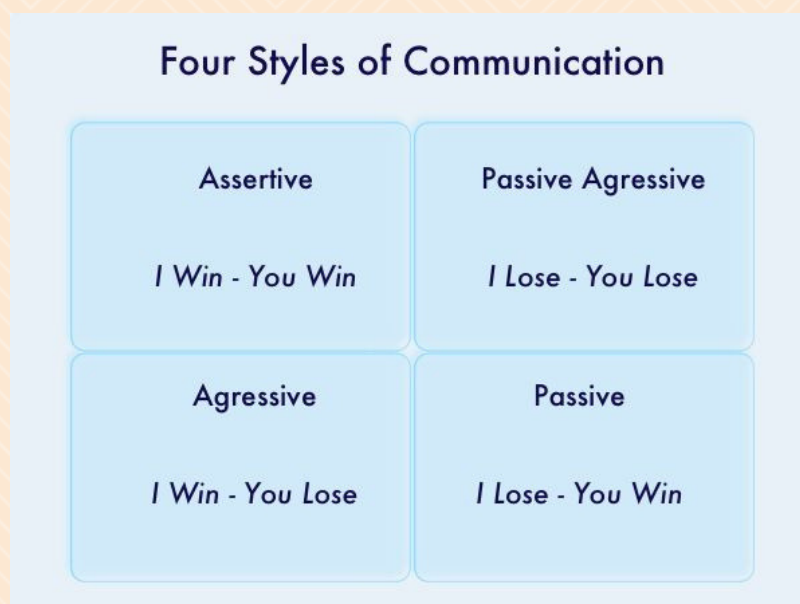 Four Styles of Communication
Assertive
I Win - You Win
Passive Agressive
I Lose - You Lose
Agressive
I Win - You Lose
Passive
I Lose - You Win